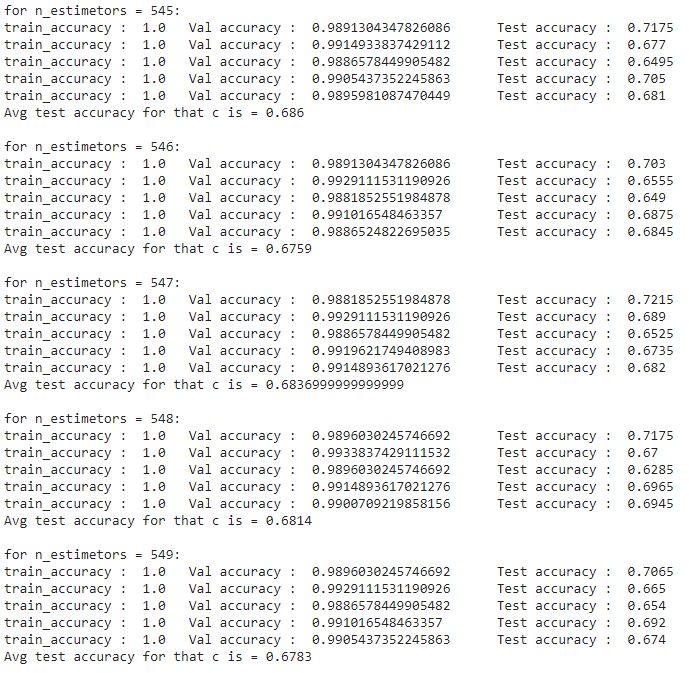 for n_estimetors = 545:
train_accuracy :  1.0   Val accuracy :  0.9891304347826086      Test accuracy :  0.7175
train_accuracy :  1.0   Val accuracy :  0.9914933837429112      Test accuracy :  0.677
train_accuracy :  1.0   Val accuracy :  0.9886578449905482      Test accuracy :  0.6495
train_accuracy :  1.0   Val accuracy :  0.9905437352245863      Test accuracy :  0.705
train_accuracy :  1.0   Val accuracy :  0.9895981087470449      Test accuracy :  0.681
Avg test accuracy for that c is = 0.686
for n_estimetors = 546:
train_accuracy :  1.0   Val accuracy :  0.9891304347826086      Test accuracy :  0.703
train_accuracy :  1.0   Val accuracy :  0.9929111531190926      Test accuracy :  0.6555
train_accuracy :  1.0   Val accuracy :  0.9881852551984878      Test accuracy :  0.649
train_accuracy :  1.0   Val accuracy :  0.991016548463357       Test accuracy :  0.6875
train_accuracy :  1.0   Val accuracy :  0.9886524822695035      Test accuracy :  0.6845
Avg test accuracy for that c is = 0.6759
for n_estimetors = 547:
train_accuracy :  1.0   Val accuracy :  0.9881852551984878      Test accuracy :  0.7215
train_accuracy :  1.0   Val accuracy :  0.9929111531190926      Test accuracy :  0.689
train_accuracy :  1.0   Val accuracy :  0.9886578449905482      Test accuracy :  0.6525
train_accuracy :  1.0   Val accuracy :  0.9919621749408983      Test accuracy :  0.6735
train_accuracy :  1.0   Val accuracy :  0.9914893617021276      Test accuracy :  0.682
Avg test accuracy for that c is = 0.6836999999999999
for n_estimetors = 548:
train_accuracy :  1.0   Val accuracy :  0.9896030245746692      Test accuracy :  0.7175
train_accuracy :  1.0   Val accuracy :  0.9933837429111532      Test accuracy :  0.67
train_accuracy :  1.0   Val accuracy :  0.9896030245746692      Test accuracy :  0.6285
train_accuracy :  1.0   Val accuracy :  0.9914893617021276      Test accuracy :  0.6965
train_accuracy :  1.0   Val accuracy :  0.9900709219858156      Test accuracy :  0.6945
Avg test accuracy for that c is = 0.6814
for n_estimetors = 549:
train_accuracy :  1.0   Val accuracy :  0.9896030245746692      Test accuracy :  0.7065
train_accuracy :  1.0   Val accuracy :  0.9929111531190926      Test accuracy :  0.665
train_accuracy :  1.0   Val accuracy :  0.9886578449905482      Test accuracy :  0.654
train_accuracy :  1.0   Val accuracy :  0.991016548463357       Test accuracy :  0.692
train_accuracy :  1.0   Val accuracy :  0.9905437352245863      Test accuracy :  0.674
Avg test accuracy for that c is = 0.6783